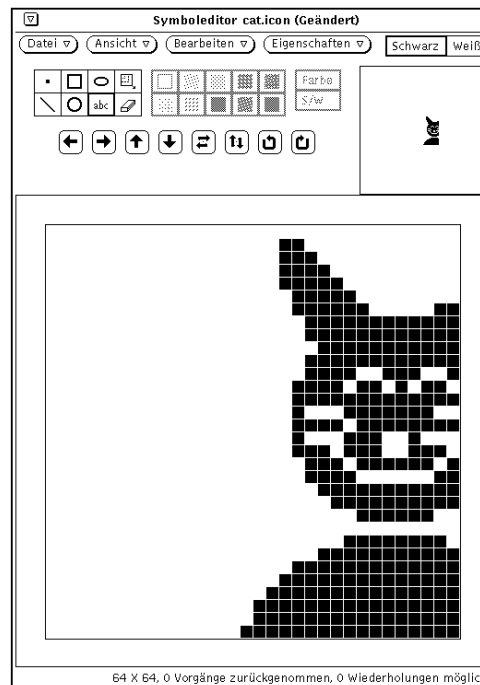 Symboleditor cat.icon (Geändert)
Datei Ansicht Bearbeiten Eigenschaften Schwarz Weiß
abc
Farbe
S/W
64 X 64, 0 Vorgänge zurückgenommen, 0 Wiederholungen möglic